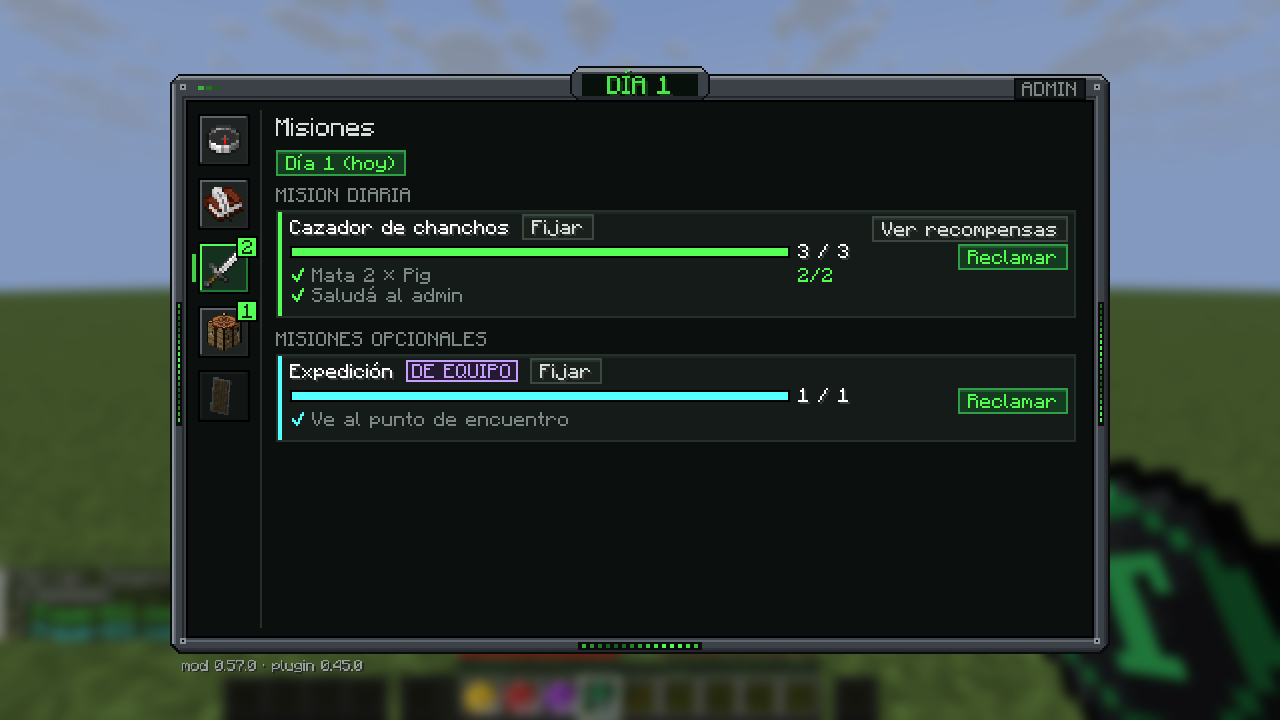 DÍA 1
ADMIN
Misiones
Día 1 (hoy)
MISION DIARIA
Cazador de chanchos Fijar Ver recompensas
3 / 3 Reclamar
✓ Mata 2 × Pig 2/2
✓ Saludá al admin
2
1
MISIONES OPCIONALES
Expedición DE EQUIPO Fijar
1 / 1 Reclamar
✓ Ve al punto de encuentro
mod 0.57.0 · plugin 0.45.0